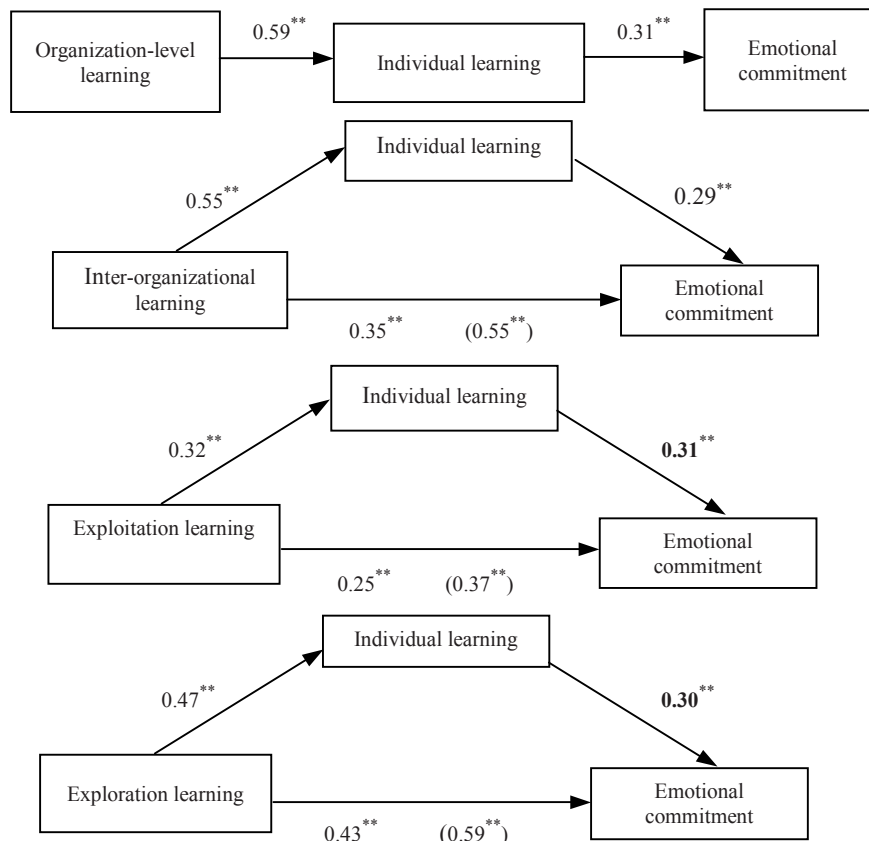 Organization-level
learning
0.59**
Individual learning
0.31**
Emotional
commitment
Individual learning
0.55**
0.29**
Inter-organizational
learning
Emotional
commitment
0.35** (0.55**)
Individual learning
0.32**
0.31**
Exploitation learning
Emotional
commitment
0.25** (0.37**)
Individual learning
0.47**
0.30**
Exploration learning
Emotional
commitment
0.43** (0.59**)